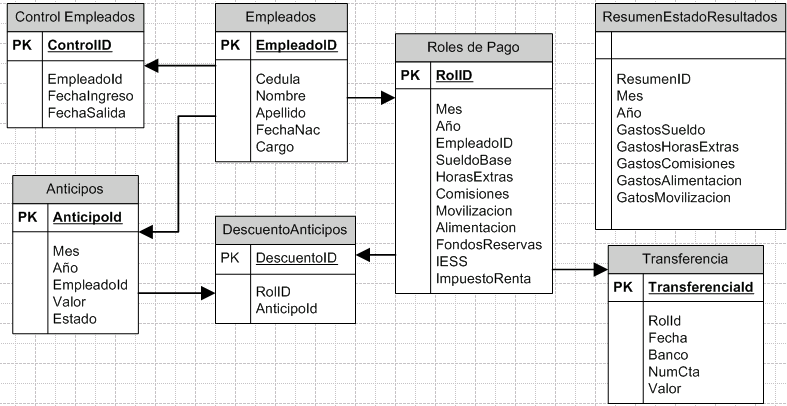 Control Empleados
PK ControlID
EmpleadoId
FechaIngreso
FechaSalida
Empleados
PK EmpleadoID
Cedula
Nombre
Apellido
FechaNac
Cargo
Roles de Pago
PK RolID
Mes
Año
EmpleadoID
SueldoBase
HorasExtras
Comisiones
Movilizacion
Alimentacion
FondosReservas
IESS
ImpuestoRenta
ResumenEstadoResultados
ResumenID
Mes
Año
GastosSueldo
GastosHorasExtras
GastosComisiones
GastosAlimentacion
GatosMovilizacion
Anticipos
PK AnticipoId
Mes
Año
EmpleadoId
Valor
Estado
DescuentoAnticipos
PK DescuentoID
RolID
AnticipoId
Transferencia
PK TransferenciaId
RolId
Fecha
Banco
NumCta
Valor